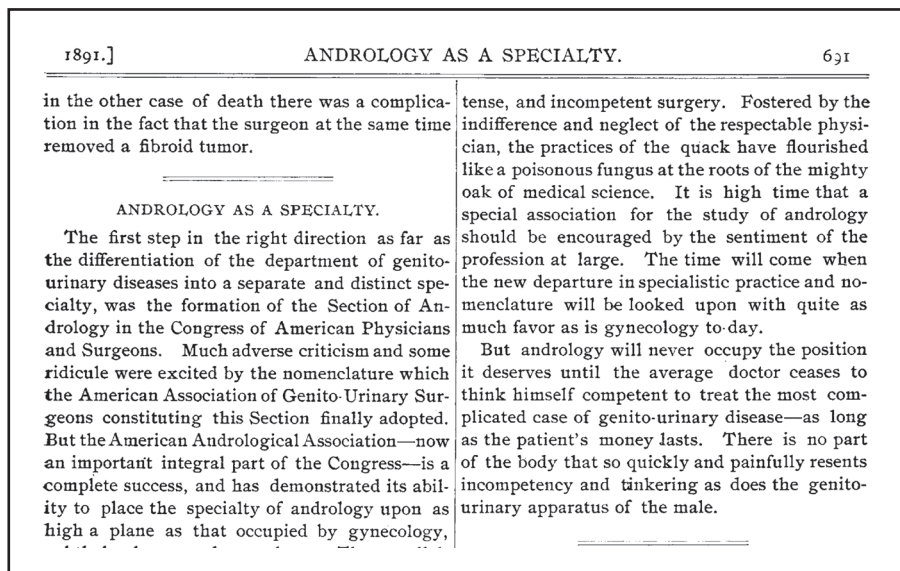 1891.] ANDROLOGY AS A SPECIALTY. 691
in the other case of death there was a complica-
tion in the fact that the surgeon at the same time
removed a fibroid tumor.
ANDROLOGY AS A SPECIALTY.
The first step in the right direction as far as
the differentiation of the department of genito-
urinary diseases into a separate and distinct spe-
cialty, was the formation of the Section of An-
drology in the Congress of American Physicians
and Surgeons. Much adverse criticism and some
ridicule were excited by the nomenclature which
the American Association of Genito-Urinary Sur-
geons constituting this Section finally adopted.
But the American Andrological Association—now
an important integral part of the Congress—is a
complete success, and has demonstrated its abil-
ity to place the specialty of andrology upon as
high a plane as that occupied by gynecology,
tense, and incompetent surgery. Fostered by the
indifference and neglect of the respectable physi-
cian, the practices of the quack have flourished
like a poisonous fungus at the roots of the mighty
oak of medical science. It is high time that a
special association for the study of andrology
should be encouraged by the sentiment of the
profession at large. The time will come when
the new departure in specialistic practice and no-
menclature will be looked upon with quite as
much favor as is gynecology to-day.
But andrology will never occupy the position
it deserves until the average doctor ceases to
think himself competent to treat the most com-
plicated case of genito-urinary disease—as long
as the patient's money lasts. There is no part
of the body that so quickly and painfully resents
incompetency and tinkering as does the genito-
urinary apparatus of the male.